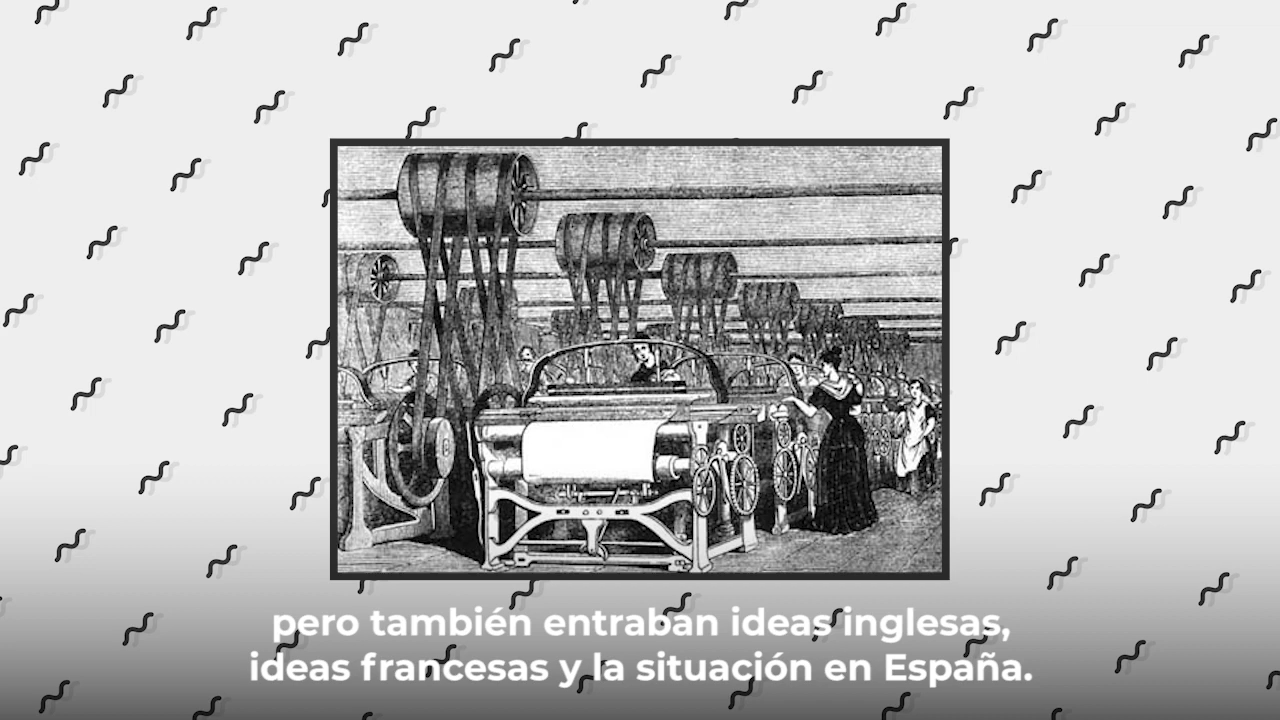 pero también entraban ideas inglesas,
ideas francesas y la situación en España.